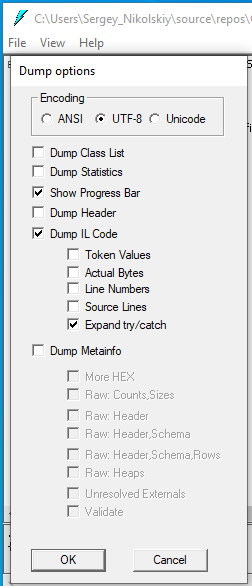 C:\Users\Sergey_Nikolskiy\source\repos\
File View Help
Dump options
Encoding
ANSI UTF-8 Unicode
Dump Class List
Dump Statistics
Show Progress Bar
Dump Header
Dump IL Code
Token Values
Actual Bytes
Line Numbers
Source Lines
Expand try/catch
Dump Metainfo
More HEX
Raw: Counts,Sizes
Raw: Header
Raw: Header,Schema
Raw: Header,Schema,Rows
Raw: Heaps
Unresolved Externals
Validate
OK Cancel